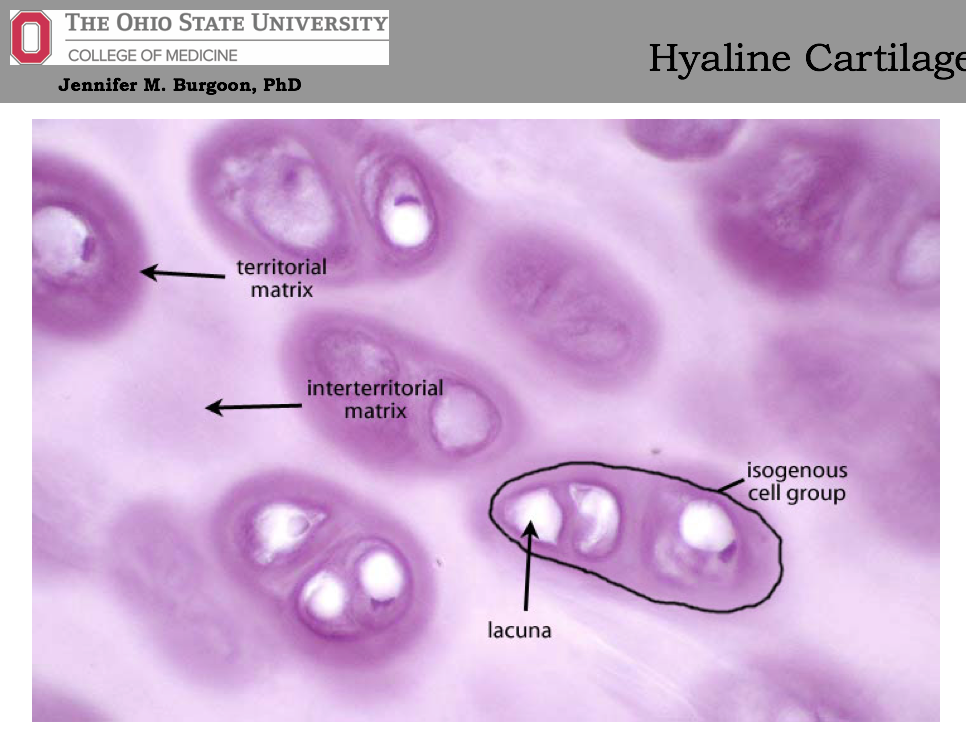 THE OHIO STATE UNIVERSITY
COLLEGE OF MEDICINE
Jennifer M. Burgoon, PhD
Hyaline Cartilage
territorial
matrix
interterritorial
matrix
isogenous
cell group
lacuna